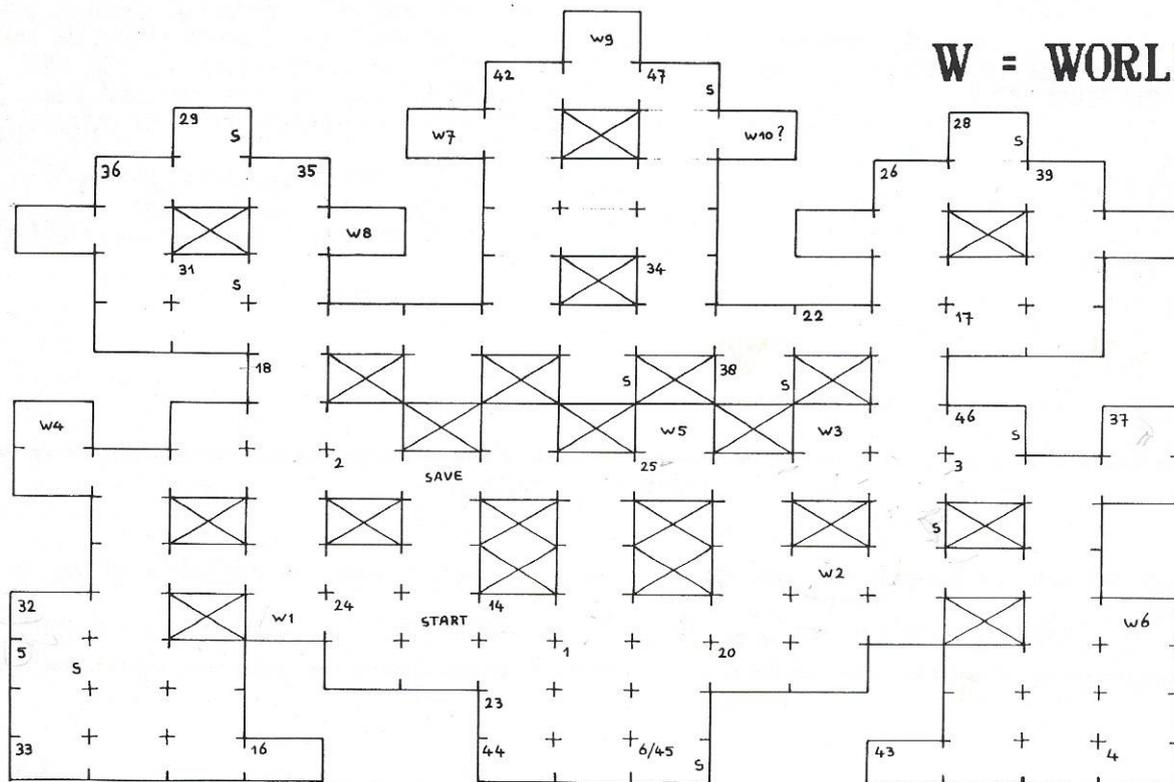 W9
W = WORL
42 47
S
29 28
S W7 W10? S
36 35 26 39
W8
31 34
S
22 17
18 38
S S
W4 46 37
W5 W3 S
2 25 3
SAVE
S
W2
32 24 14
W1 START W6
5 1 20
S
23
33 16 44 6/45 43 4
S